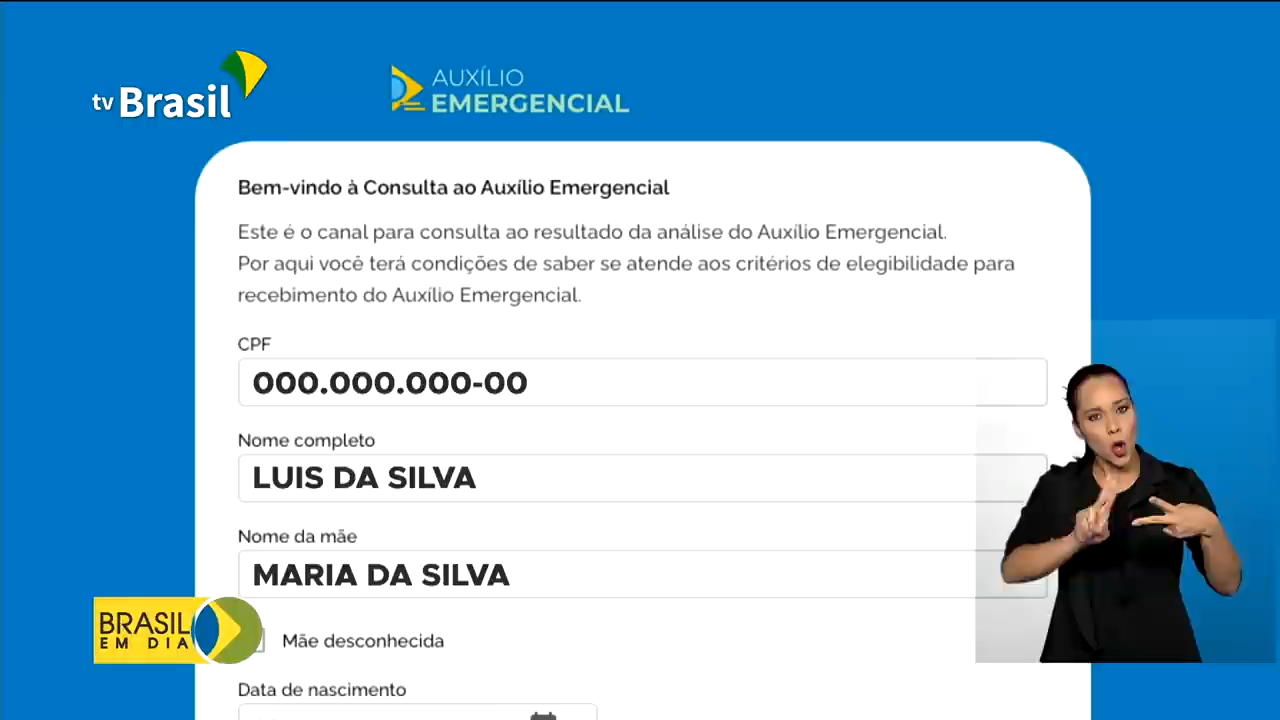 tv Brasil
AUXÍLIO
EMERGENCIAL
Bem-vindo à Consulta ao Auxílio Emergencial
Este é o canal para consulta ao resultado da análise do Auxílio Emergencial.
Por aqui você terá condições de saber se atende aos critérios de elegibilidade para
recebimento do Auxílio Emergencial.
CPF
000.000.000-00
Nome completo
LUIS DA SILVA
Nome da mãe
MARIA DA SILVA
BRASIL
EM DIA
Mãe desconhecida
Data de nascimento